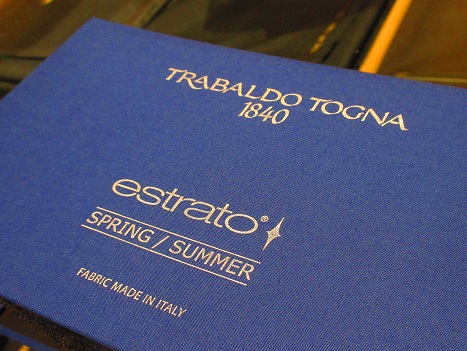 TRABALDO TOGNA
1840
estrato®
SPRING / SUMMER
FABRIC MADE IN ITALY